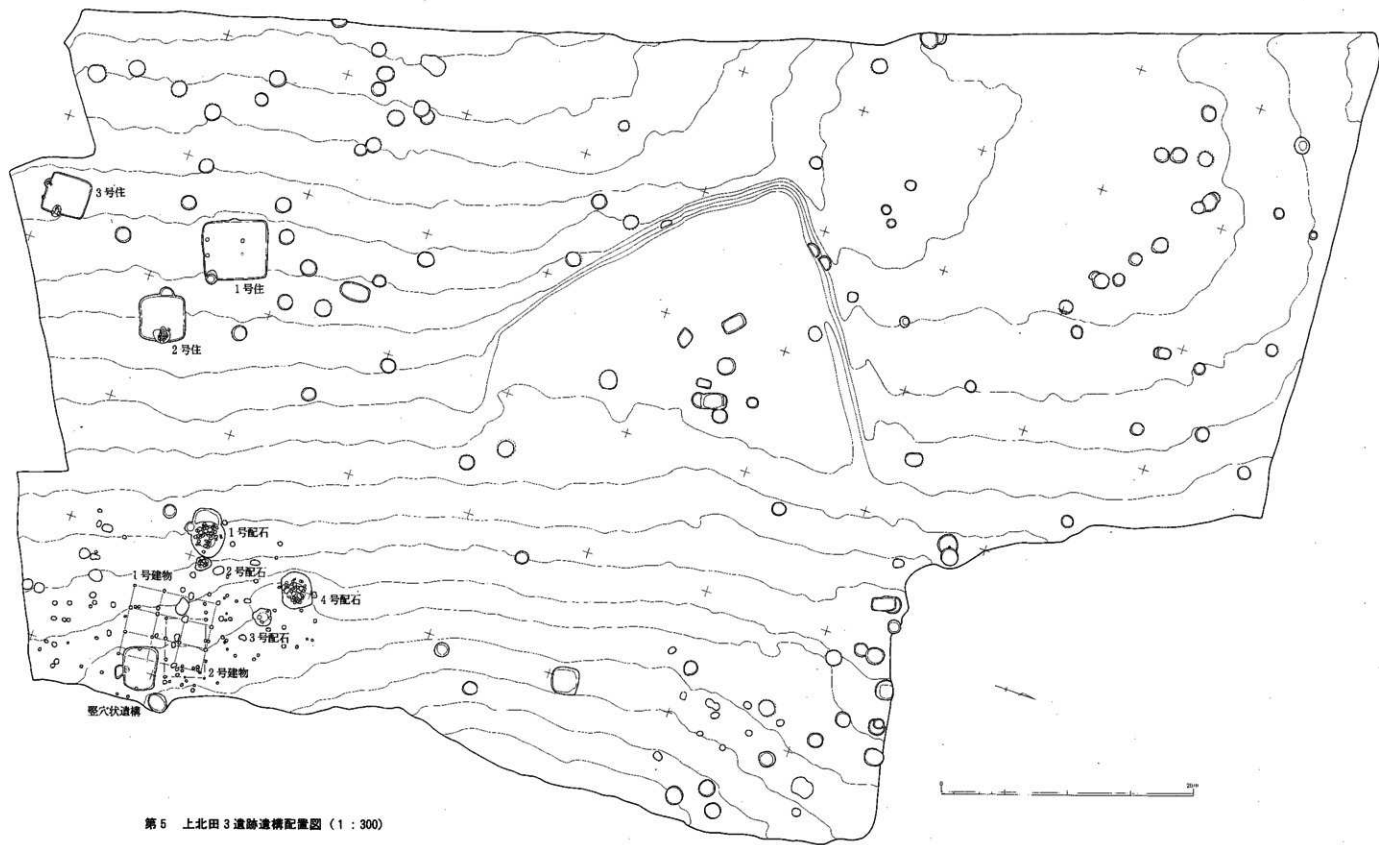 3号住
1号住
2号住
1号配石
2号配石
1号建物
4号配石
3号配石
2号建物
竪穴状遺構
0
20m
第5　上北田3遺跡遺構配置図（1：300）